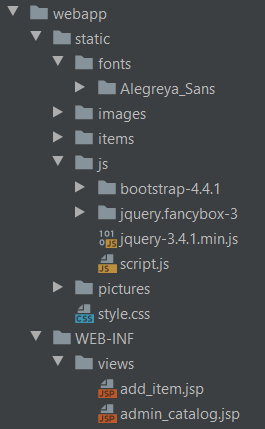 webapp
static
fonts
Alegreya_Sans
images
items
js
bootstrap-4.4.1
jquery.fancybox-3
jquery-3.4.1.min.js
script.js
pictures
style.css
WEB-INF
views
add_item.jsp
admin_catalog.jsp